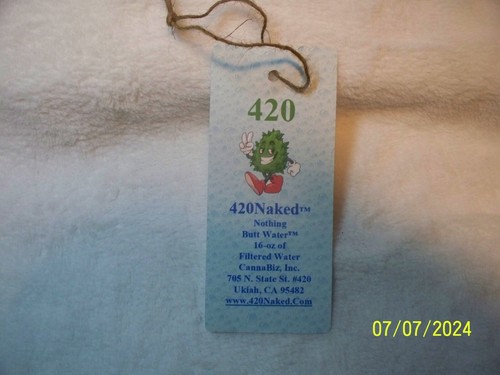 420
420Naked™
Nothing
Butt Water™
16-oz of
Filtered Water
CannaBiz, Inc.
705 N. State St. #420
Ukiah, CA 95482
www.420Naked.Com
07/07/2024